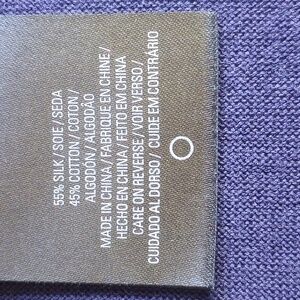 55% SILK / SOIE / SEDA
45% COTTON / COTON /
ALGODÓN / ALGODÃO
MADE IN CHINA / FABRIQUE EN CHINE /
HECHO EN CHINA / FEITO EM CHINA
CARE ON REVERSE / VOIR VERSO /
CUIDADO AL DORSO / CUIDE EM CONTRÁRIO